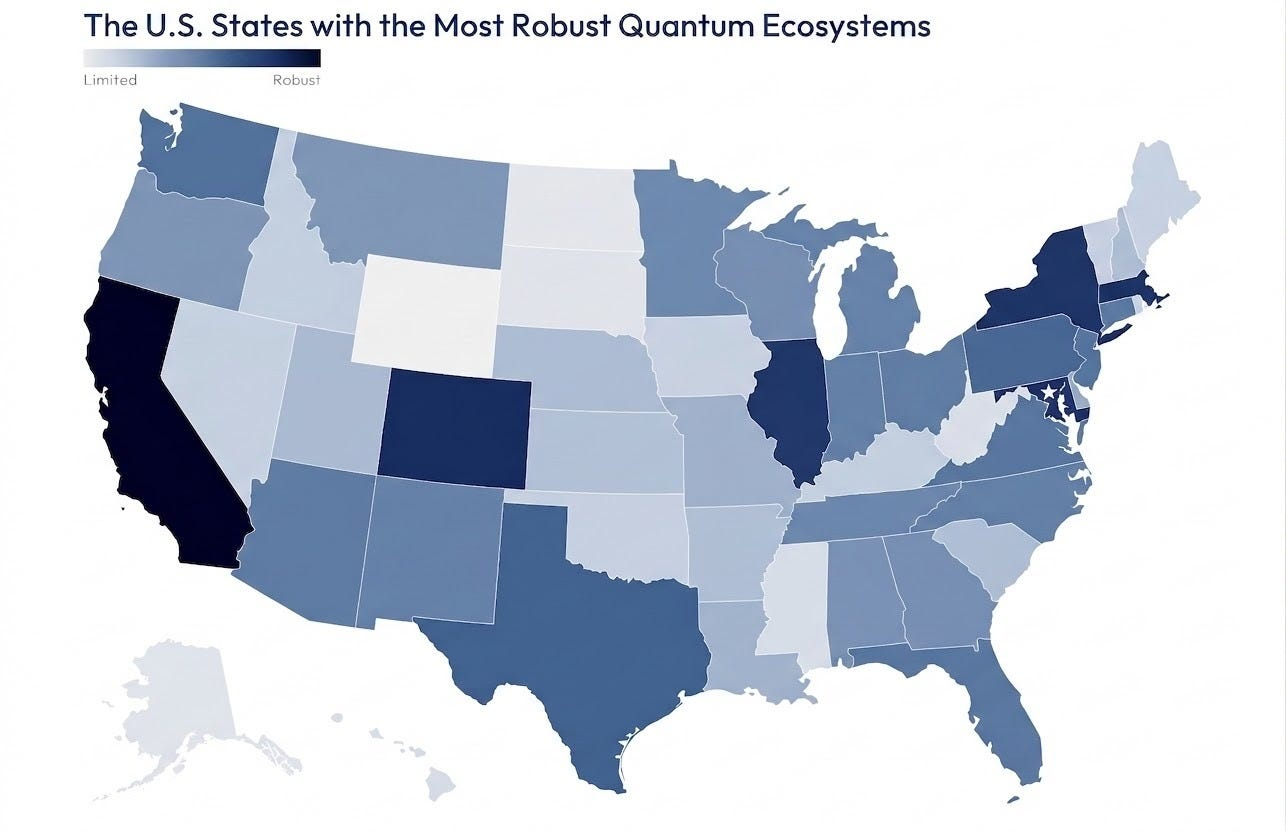 The U.S. States with the Most Robust Quantum Ecosystems
Limited Robust